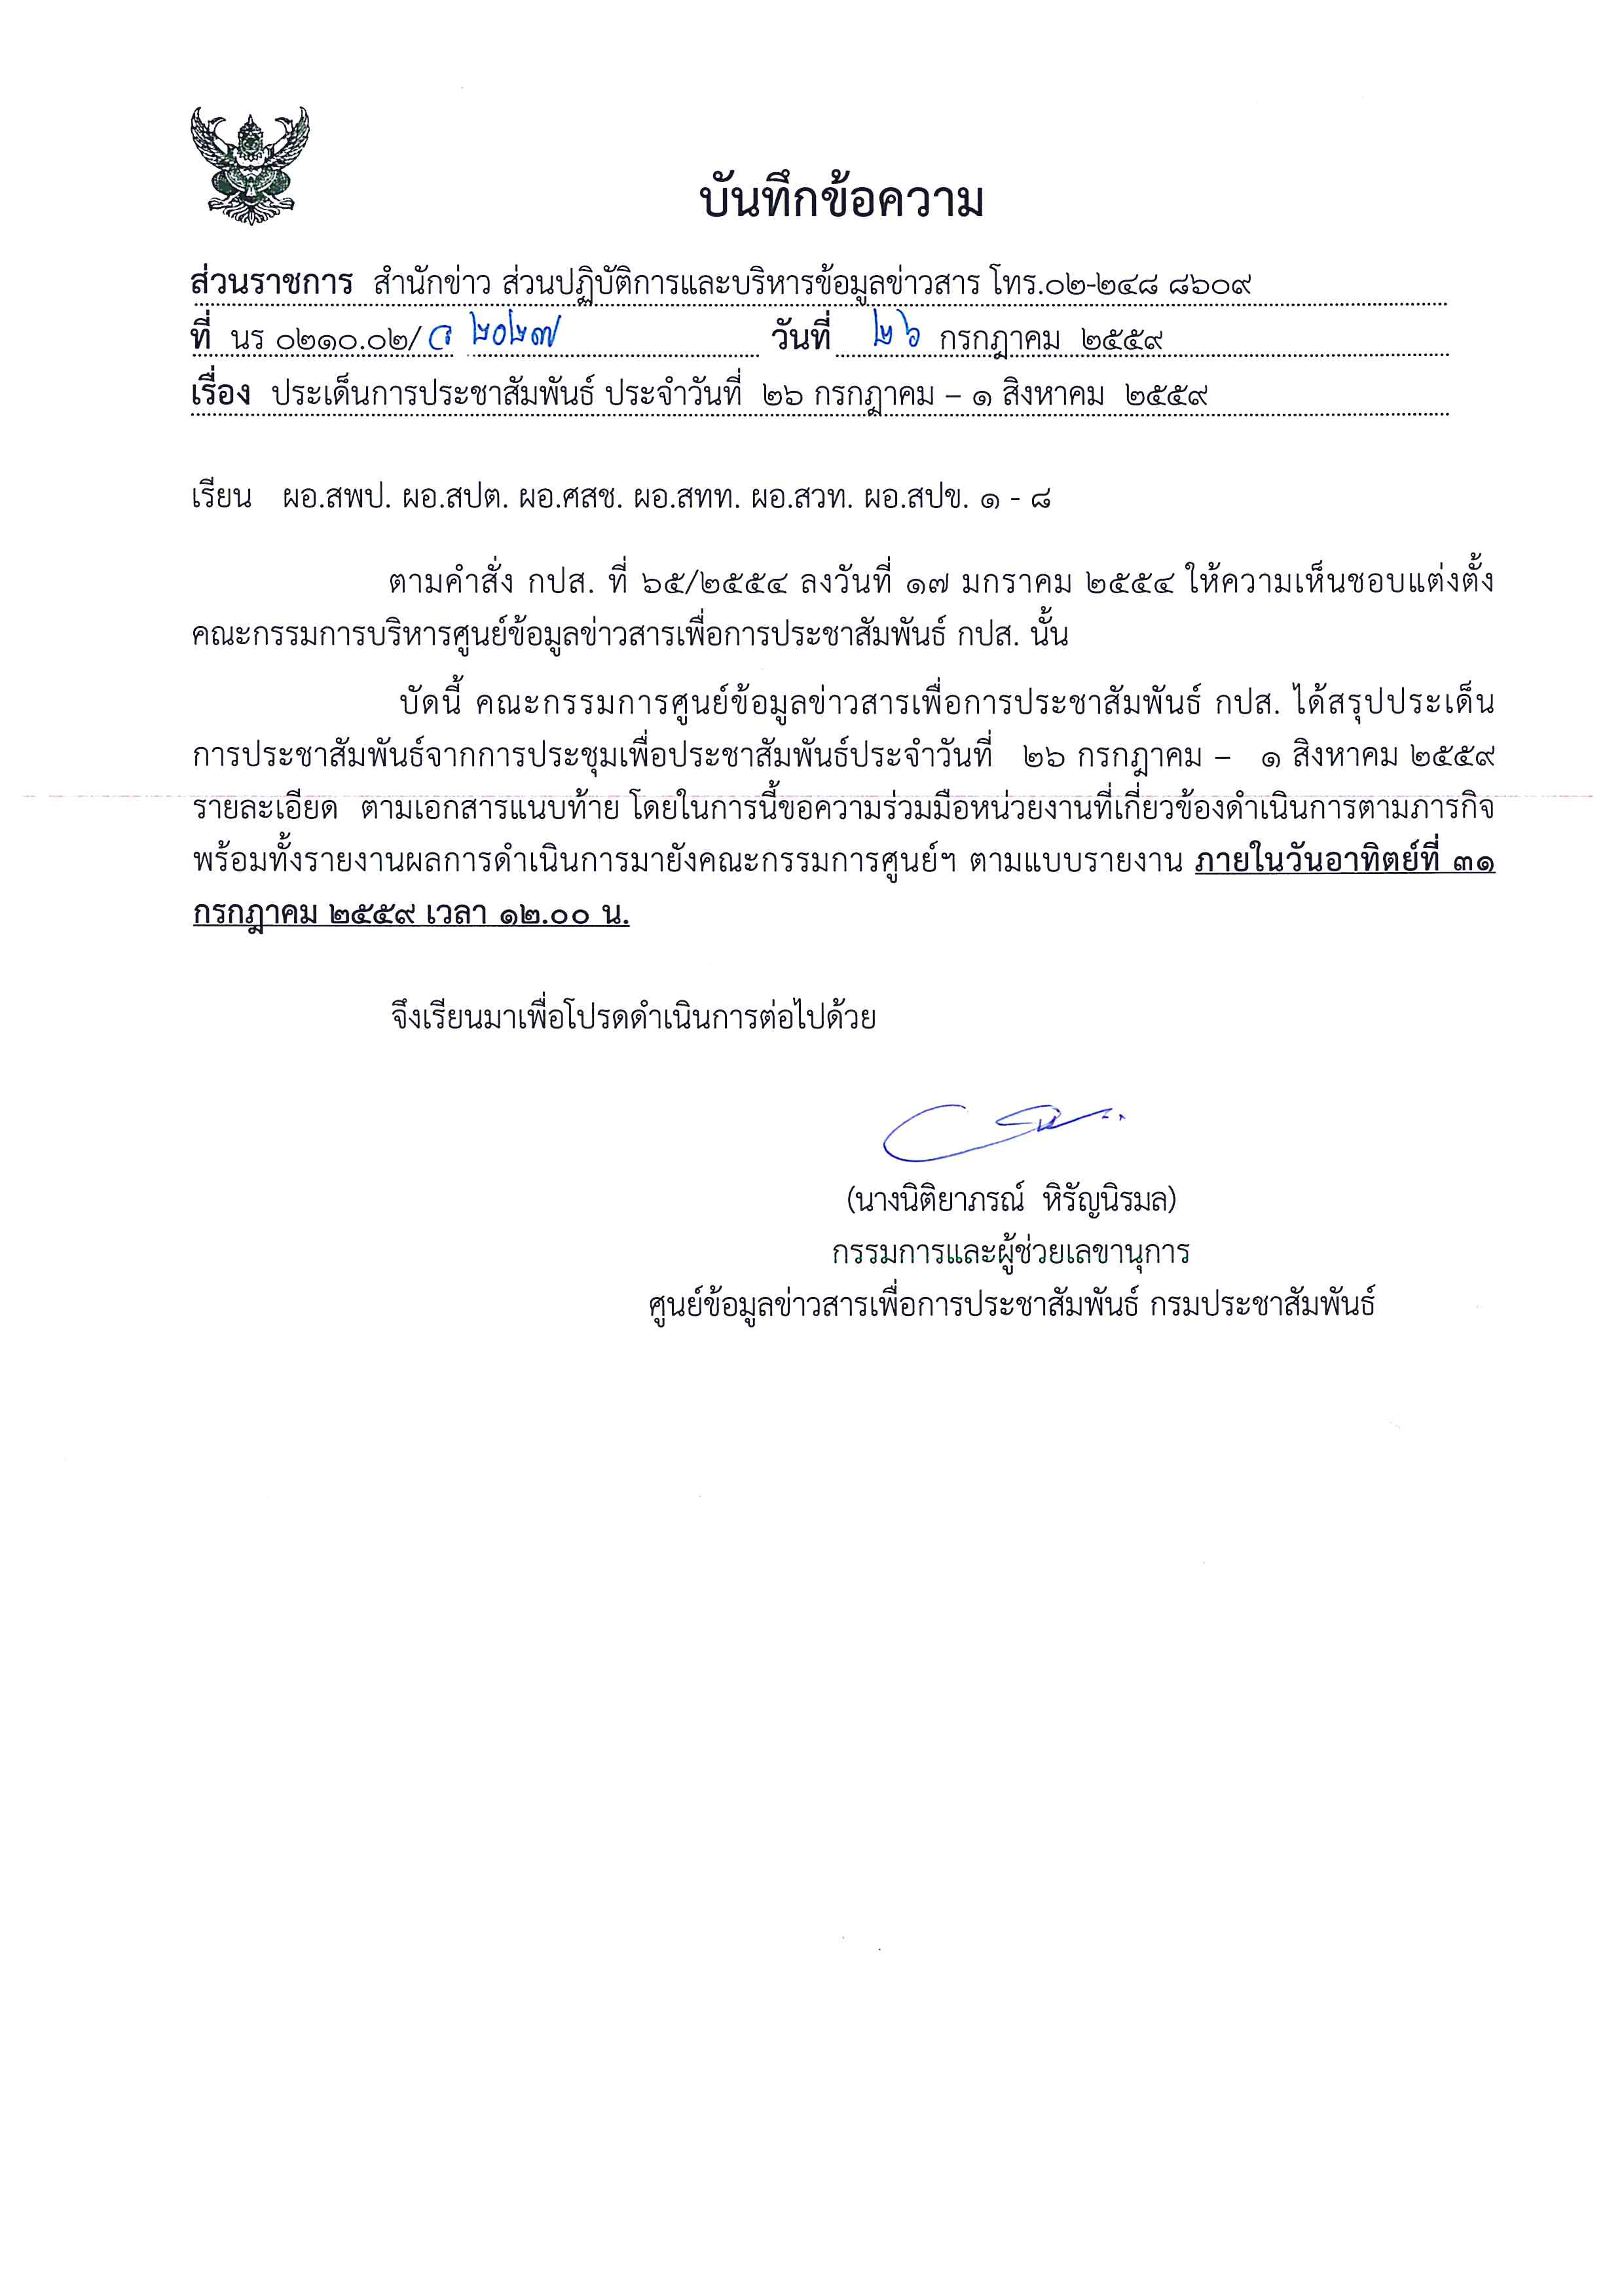 บันทึกข้อความ
ส่วนราชการ สำนักข่าว ส่วนปฏิบัติการและบริหารข้อมูลข่าวสาร โทร.๐๒-๒๔๘ ๘๖๐๙
ที่ นร ๐๒๑๐.๐๒/ ๒๐๒๗ วันที่ ๒๖ กรกฎาคม ๒๕๕๙
เรื่อง ประเด็นการประชาสัมพันธ์ ประจำวันที่ ๒๖ กรกฎาคม – ๑ สิงหาคม ๒๕๕๙
เรียน ผอ.สพป. ผอ.สปต. ผอ.ศสช. ผอ.สทท. ผอ.สวท. ผอ.สปข. ๑ - ๘
ตามคำสั่ง กปส. ที่ ๖๕/๒๕๕๔ ลงวันที่ ๑๗ มกราคม ๒๕๕๔ ให้ความเห็นชอบแต่งตั้ง
คณะกรรมการบริหารศูนย์ข้อมูลข่าวสารเพื่อการประชาสัมพันธ์ กปส. นั้น
บัดนี้ คณะกรรมการศูนย์ข้อมูลข่าวสารเพื่อการประชาสัมพันธ์ กปส. ได้สรุปประเด็น
การประชาสัมพันธ์จากการประชุมเพื่อประชาสัมพันธ์ประจำวันที่ ๒๖ กรกฎาคม – ๑ สิงหาคม ๒๕๕๙
รายละเอียด ตามเอกสารแนบท้าย โดยในการนี้ขอความร่วมมือหน่วยงานที่เกี่ยวข้องดำเนินการตามภารกิจ
พร้อมทั้งรายงานผลการดำเนินการมายังคณะกรรมการศูนย์ฯ ตามแบบรายงาน ภายในวันอาทิตย์ที่ ๓๑
กรกฎาคม ๒๕๕๙ เวลา ๑๒.๐๐ น.
จึงเรียนมาเพื่อโปรดดำเนินการต่อไปด้วย
(นางนิติยาภรณ์ หิรัญนิรมล)
กรรมการและผู้ช่วยเลขานุการ
ศูนย์ข้อมูลข่าวสารเพื่อการประชาสัมพันธ์ กรมประชาสัมพันธ์